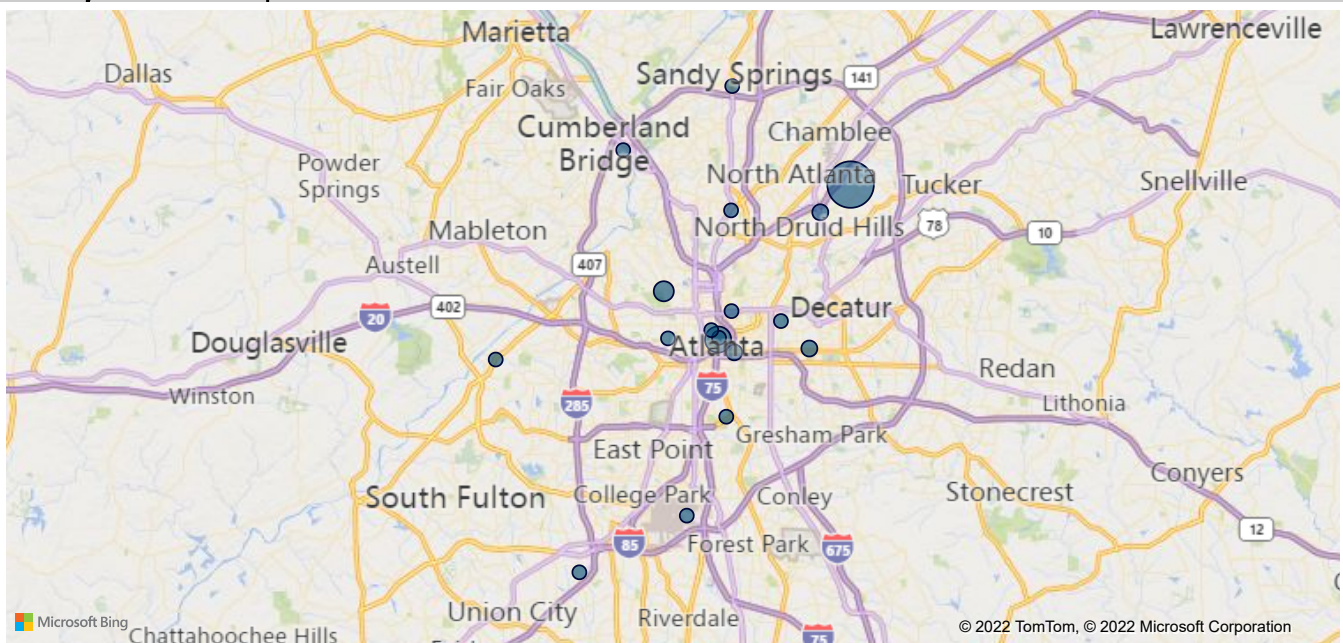 Marietta
Lawrenceville
Dallas
Sandy Springs
141
Fair Oaks
Cumberland
Bridge
Chamblee
Powder
Springs
North Atlanta
Tucker
Snellville
Mableton
North Druid Hills
78
10
Austell
407
402
20
Decatur
Douglasville
Atlanta
Redan
Winston
75
285
Lithonia
East Point
Gresham Park
Conyers
South Fulton
College Park
Conley
Stonecrest
12
85
Forest Park
675
Union City
Riverdale
Microsoft Bing
Chattahoochee Hills
75
© 2022 TomTom, © 2022 Microsoft Corporation